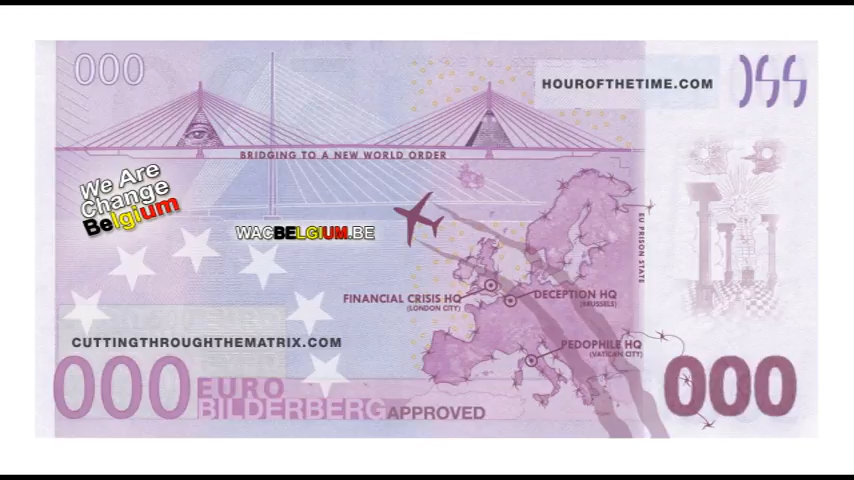 000
HOUROFTHETIME.COM
BRIDGING TO A NEW WORLD ORDER
We Are
Change
Belgium
WACBELGIUM.BE
EU PRISON STATE
FINANCIAL CRISIS HQ
(LONDON CITY)
DECEPTION HQ
(BRUSSELS)
CUTTINGTHROUGHTHEMATRIX.COM
PEDOPHILE HQ
(VATICAN CITY)
000 EURO
BILDERBERG APPROVED
000